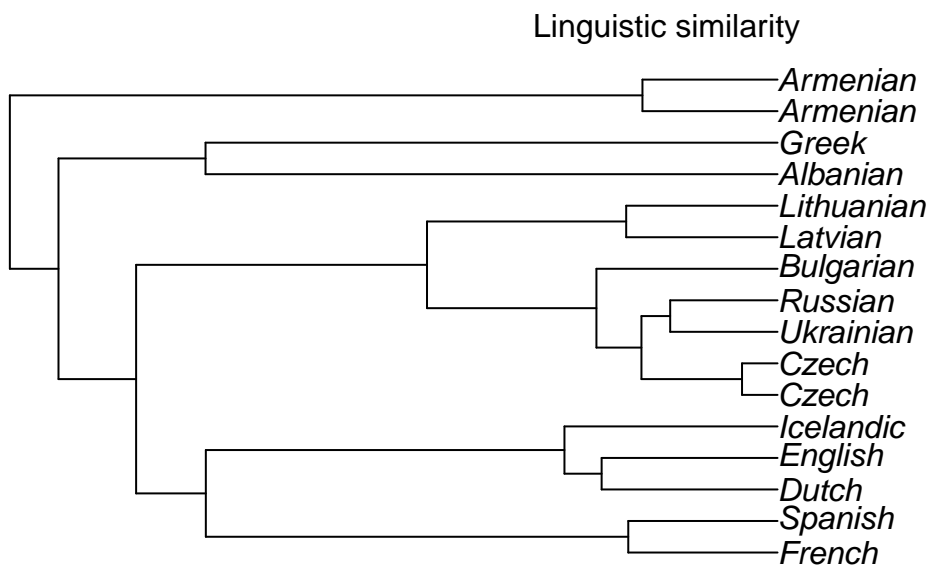 Linguistic similarity
Armenian
Armenian
Greek
Albanian
Lithuanian
Latvian
Bulgarian
Russian
Ukrainian
Czech
Czech
Icelandic
English
Dutch
Spanish
French